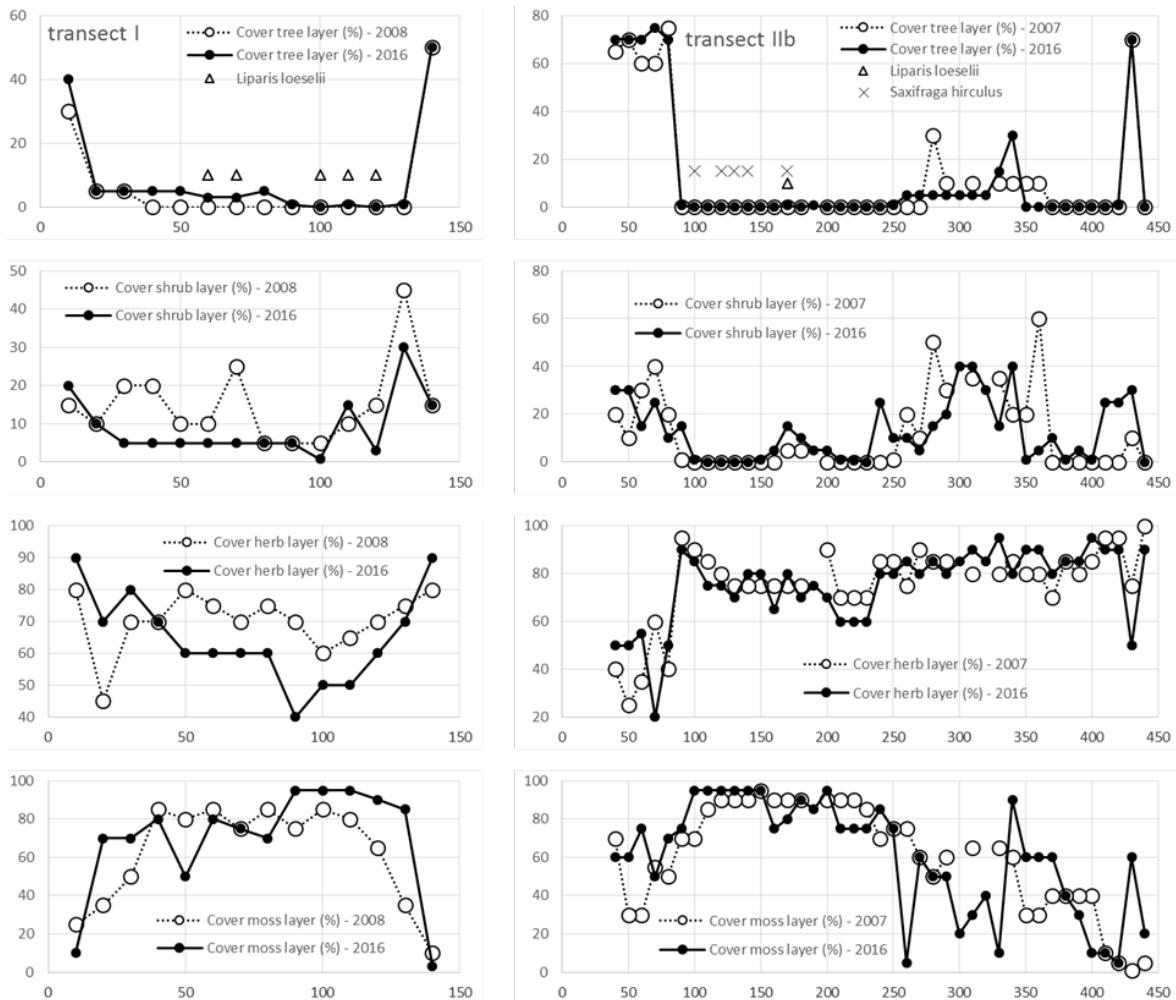 transect I
Cover tree layer (%) - 2008
Cover tree layer (%) - 2016
Liparis loeselii
60
40
20
0
0 50 100 150
transect IIb
Cover tree layer (%) - 2007
Cover tree layer (%) - 2016
Liparis loeselii
Saxifraga hirculus
80
60
40
20
0
0 50 100 150 200 250 300 350 400 450
Cover shrub layer (%) - 2008
Cover shrub layer (%) - 2016
50
40
30
20
10
0
0 50 100 150
Cover shrub layer (%) - 2007
Cover shrub layer (%) - 2016
80
60
40
20
0
0 50 100 150 200 250 300 350 400 450
Cover herb layer (%) - 2008
Cover herb layer (%) - 2016
100
90
80
70
60
50
40
0 50 100 150
Cover herb layer (%) - 2007
Cover herb layer (%) - 2016
100
80
60
40
20
0 50 100 150 200 250 300 350 400 450
Cover moss layer (%) - 2008
Cover moss layer (%) - 2016
100
80
60
40
20
0
0 50 100 150
Cover moss layer (%) - 2007
Cover moss layer (%) - 2016
100
80
60
40
20
0
0 50 100 150 200 250 300 350 400 450